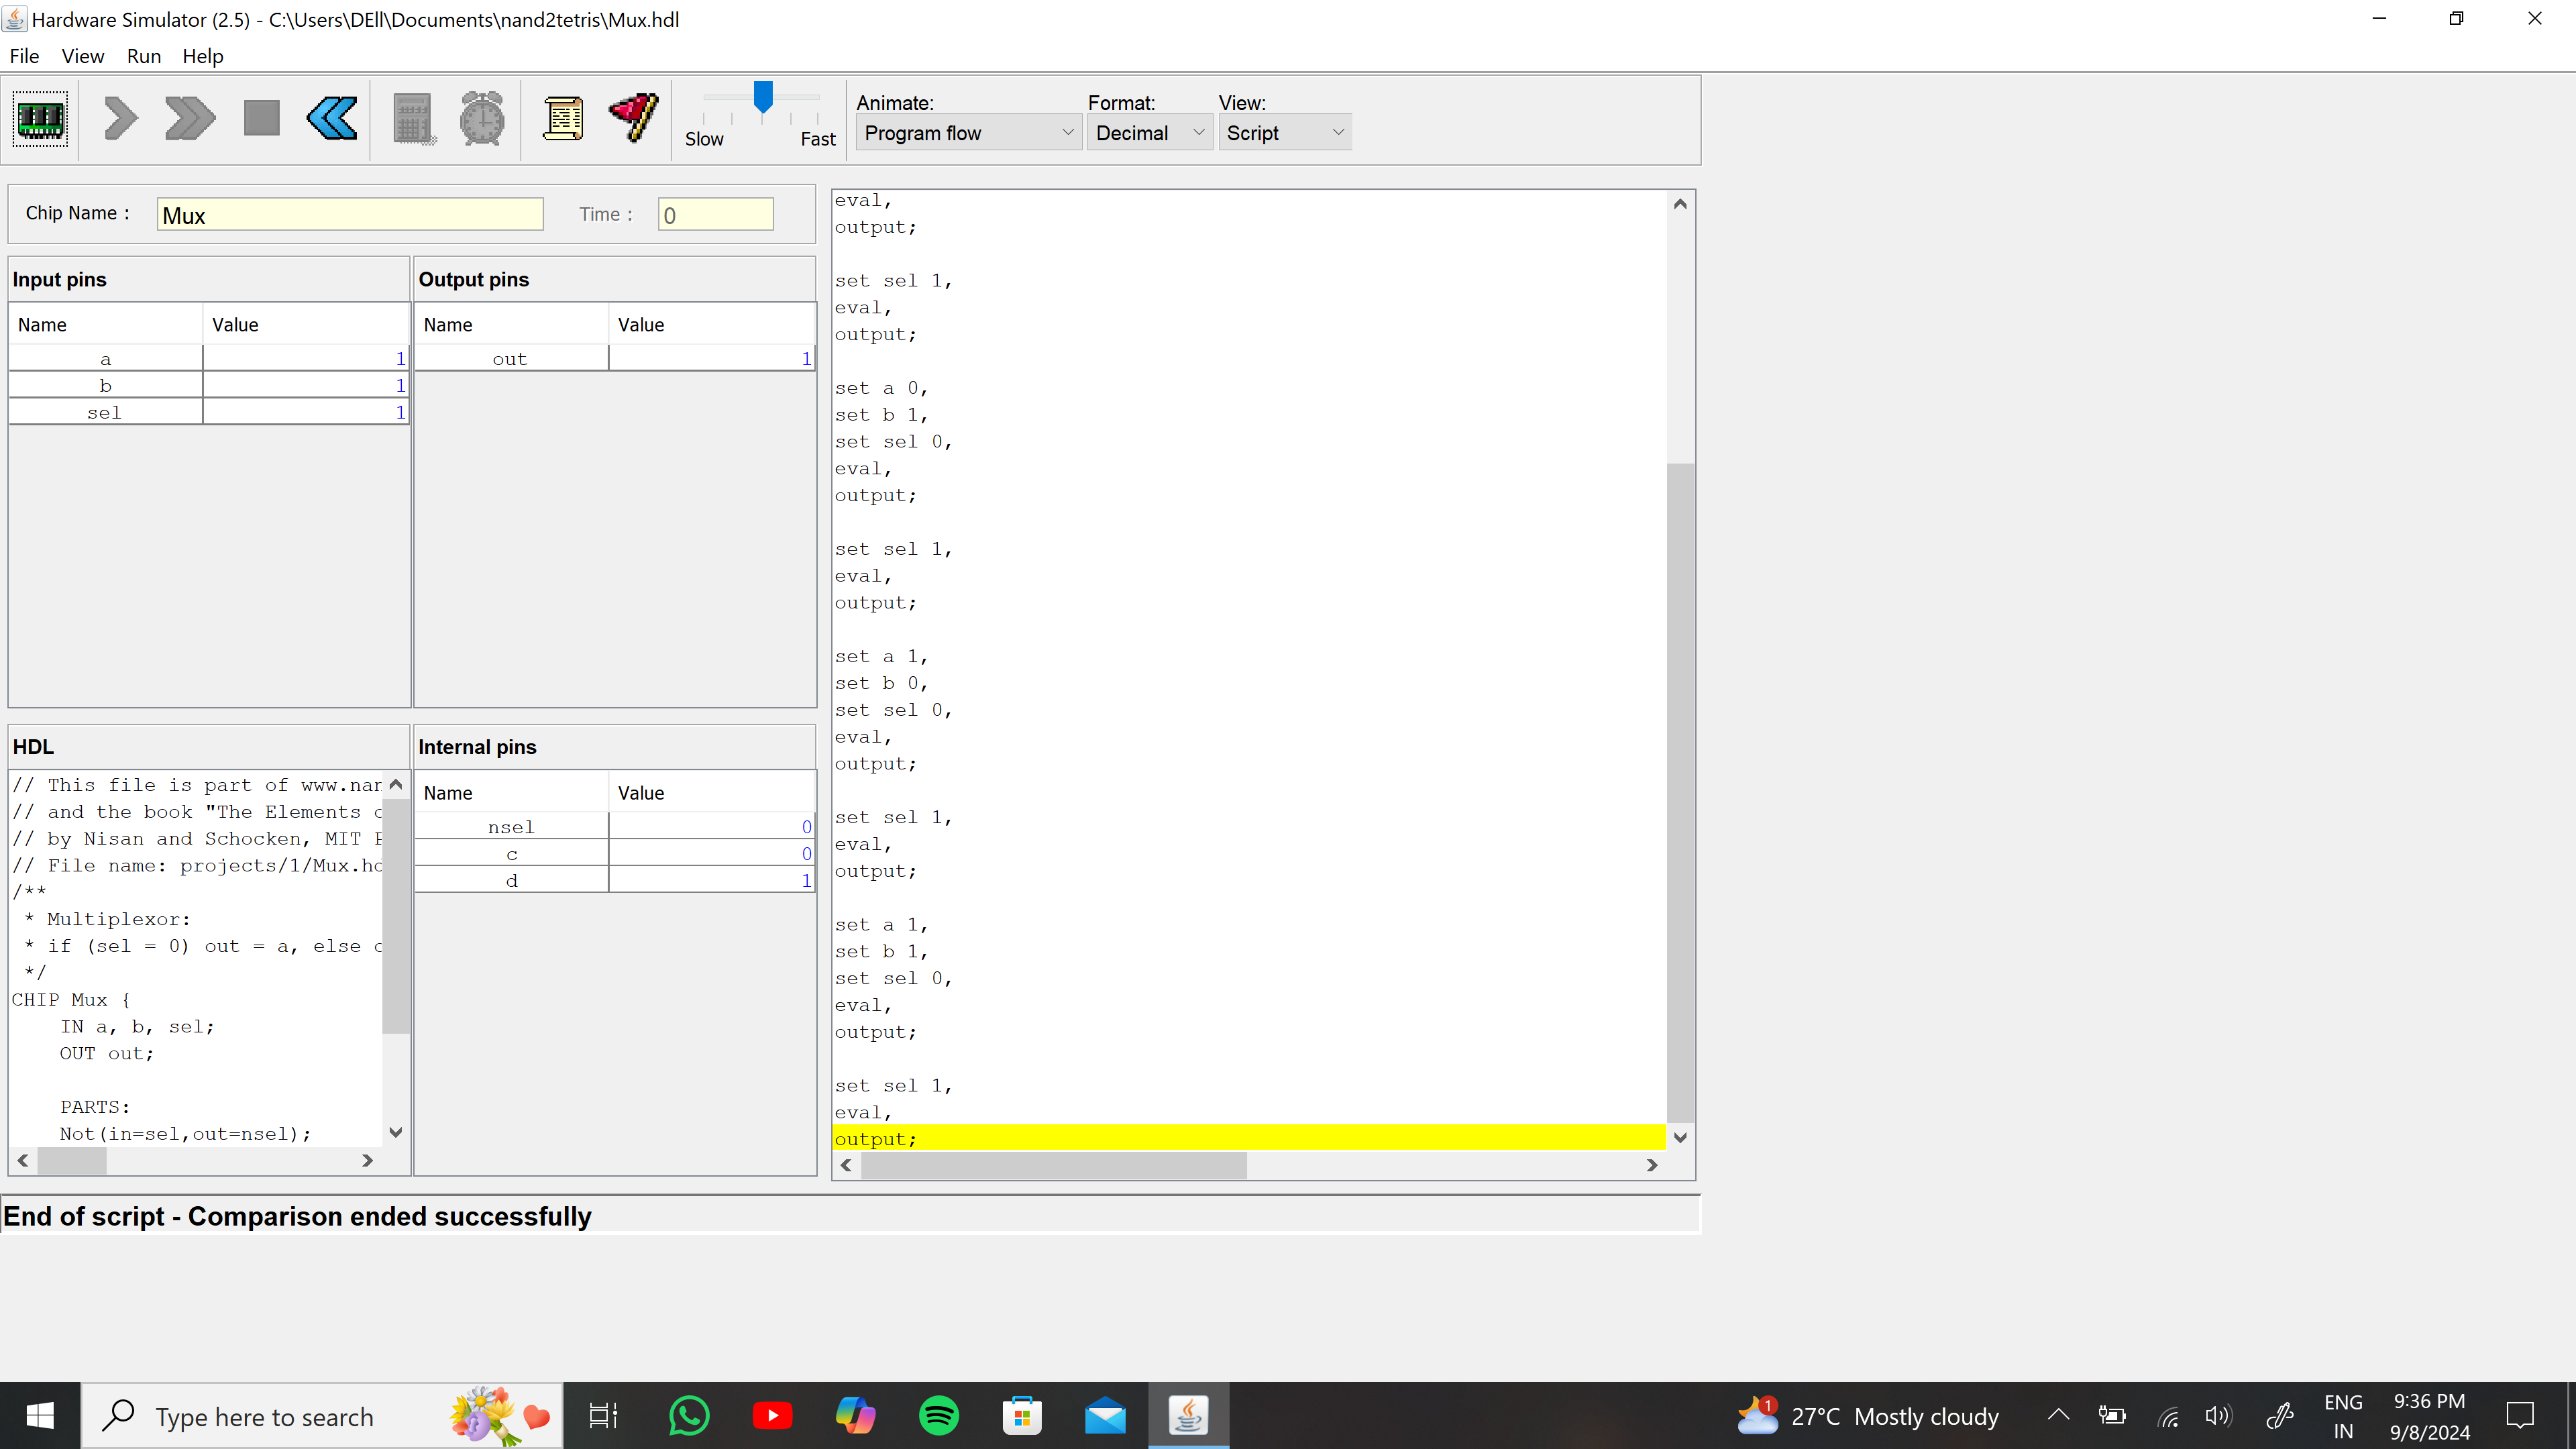 Hardware Simulator (2.5) - C:\Users\DEll\Documents\nand2tetris\Mux.hdl
File View Run Help
Slow Fast
Animate: Format: View:
Program flow Decimal Script
Chip Name : Mux Time : 0
Input pins
Name Value
a 1
b 1
sel 1
Output pins
Name Value
out 1
HDL
// This file is part of www.nan
// and the book "The Elements o
// by Nisan and Schocken, MIT P
// File name: projects/1/Mux.hd
/**
* Multiplexor:
* if (sel = 0) out = a, else o
*/
CHIP Mux {
IN a, b, sel;
OUT out;
PARTS:
Not(in=sel,out=nsel);
Internal pins
Name Value
nsel 0
c 0
d 1
eval,
output;
set sel 1,
eval,
output;
set a 0,
set b 1,
set sel 0,
eval,
output;
set sel 1,
eval,
output;
set a 1,
set b 0,
set sel 0,
eval,
output;
set sel 1,
eval,
output;
set a 1,
set b 1,
set sel 0,
eval,
output;
set sel 1,
eval,
output;
End of script - Comparison ended successfully
Type here to search
1
27°C Mostly cloudy
ENG
IN
9:36 PM
9/8/2024